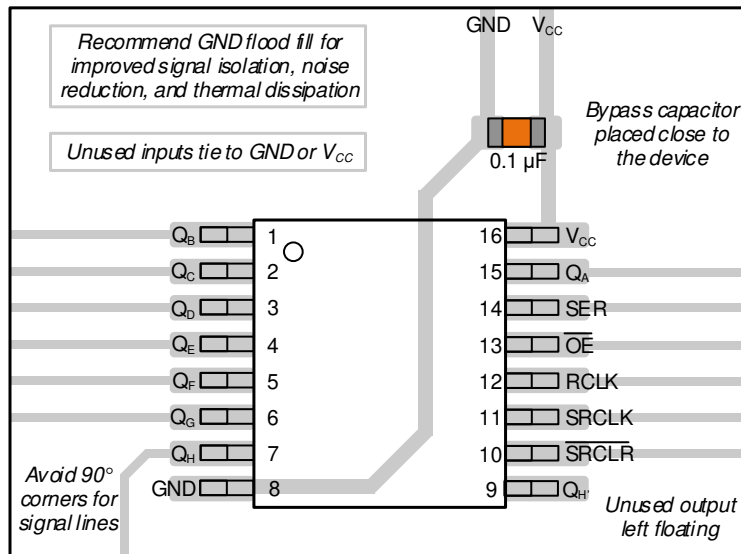 GND VCC
Recommend GND flood fill for
improved signal isolation, noise
reduction, and thermal dissipation
Unused inputs tie to GND or VCC
Bypass capacitor
placed close to
the device
0.1 µF
QB 1 16 VCC
QC 2 15 QA
QD 3 14 SER
QE 4 13 OE
QF 5 12 RCLK
QG 6 11 SRCLK
QH 7 10 SRCLR
GND 8 9 QH'
Avoid 90°
corners for
signal lines
Unused output
left floating